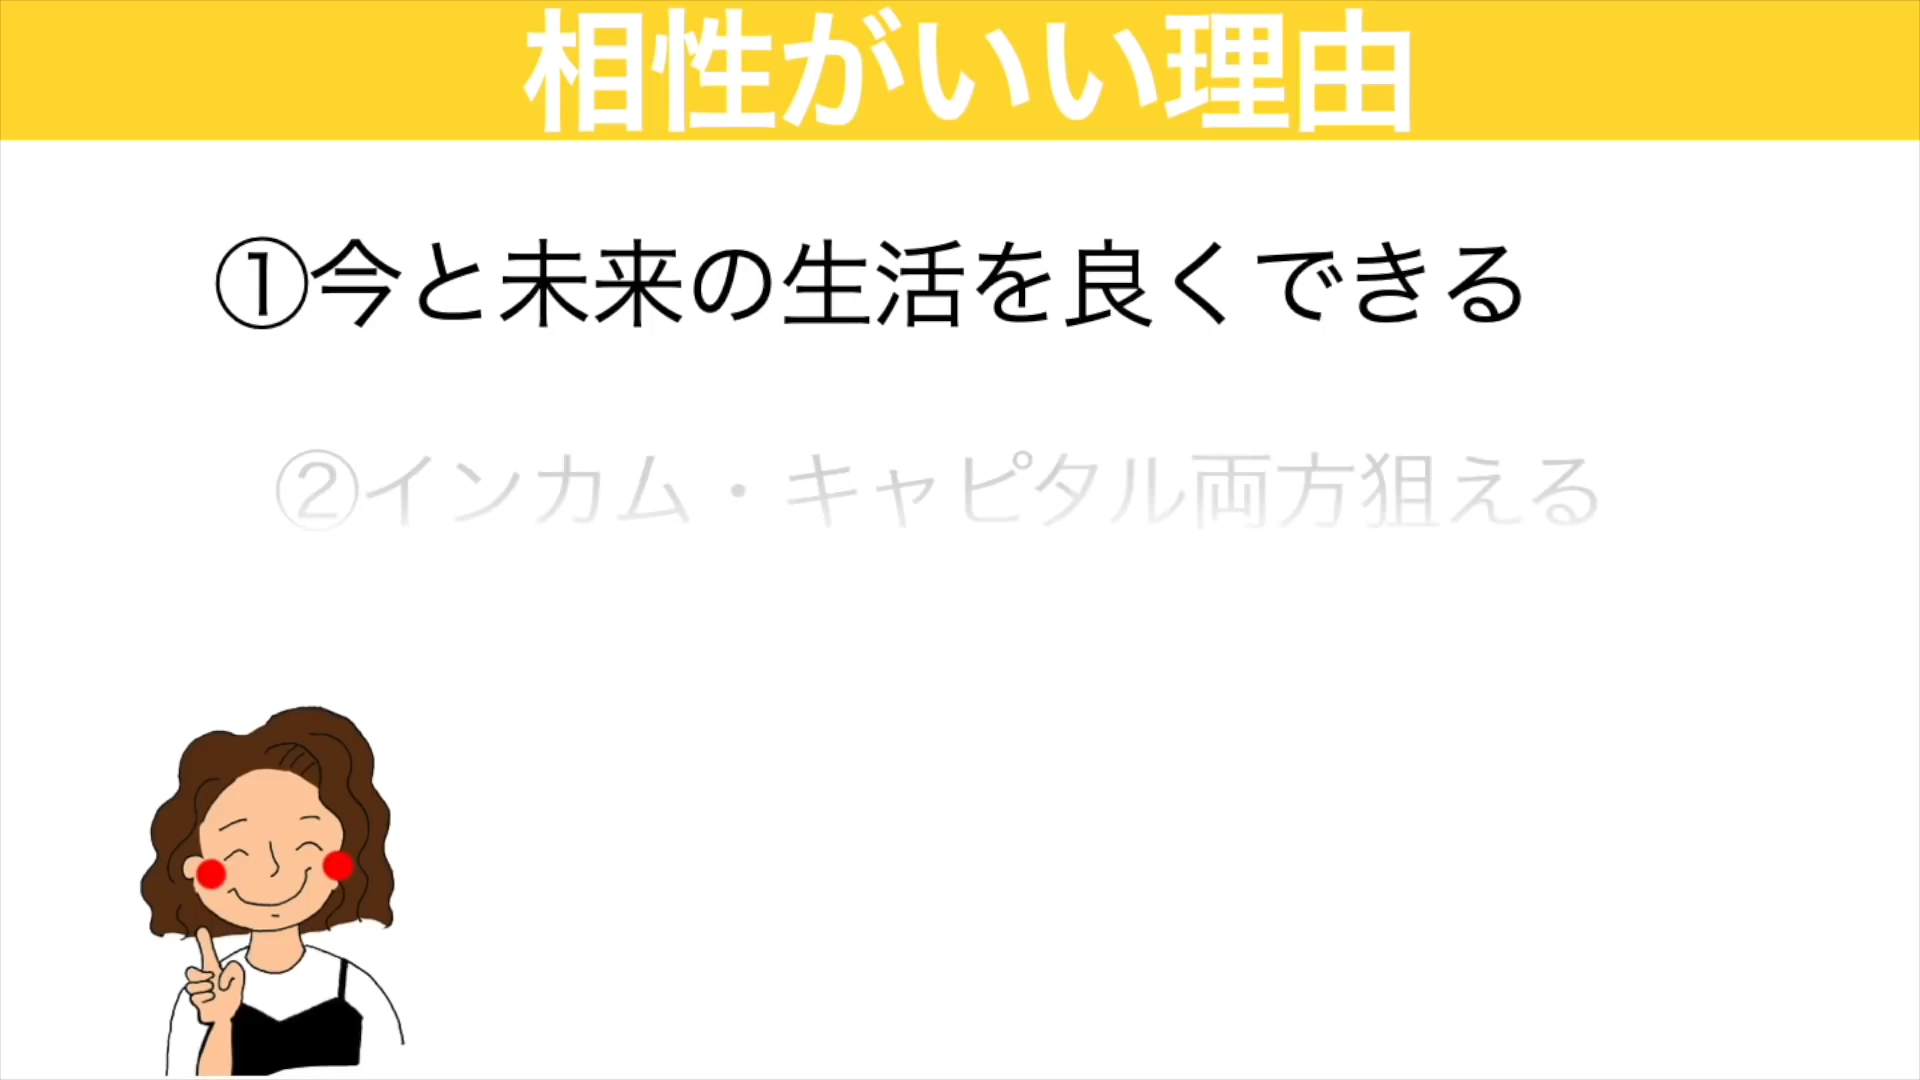 相性がいい理由
①今と未来の生活を良くできる
②インカム・キャピタル両方狙える